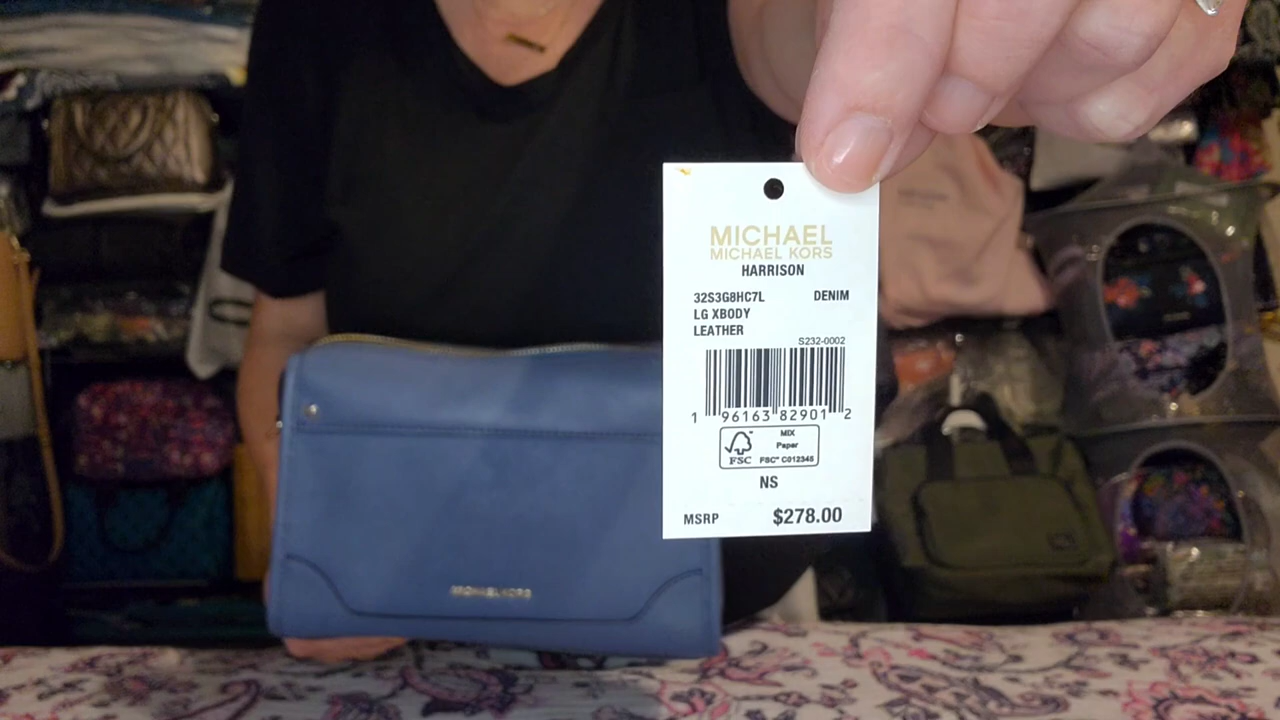 MICHAEL
MICHAEL KORS
HARRISON
32S3G8HC7L DENIM
LG XBODY
LEATHER
S232-0002
1 96163 82901 2
FSC™
MIX
Paper
FSC® C012345
NS
MSRP $278.00
MICHAEL KORS